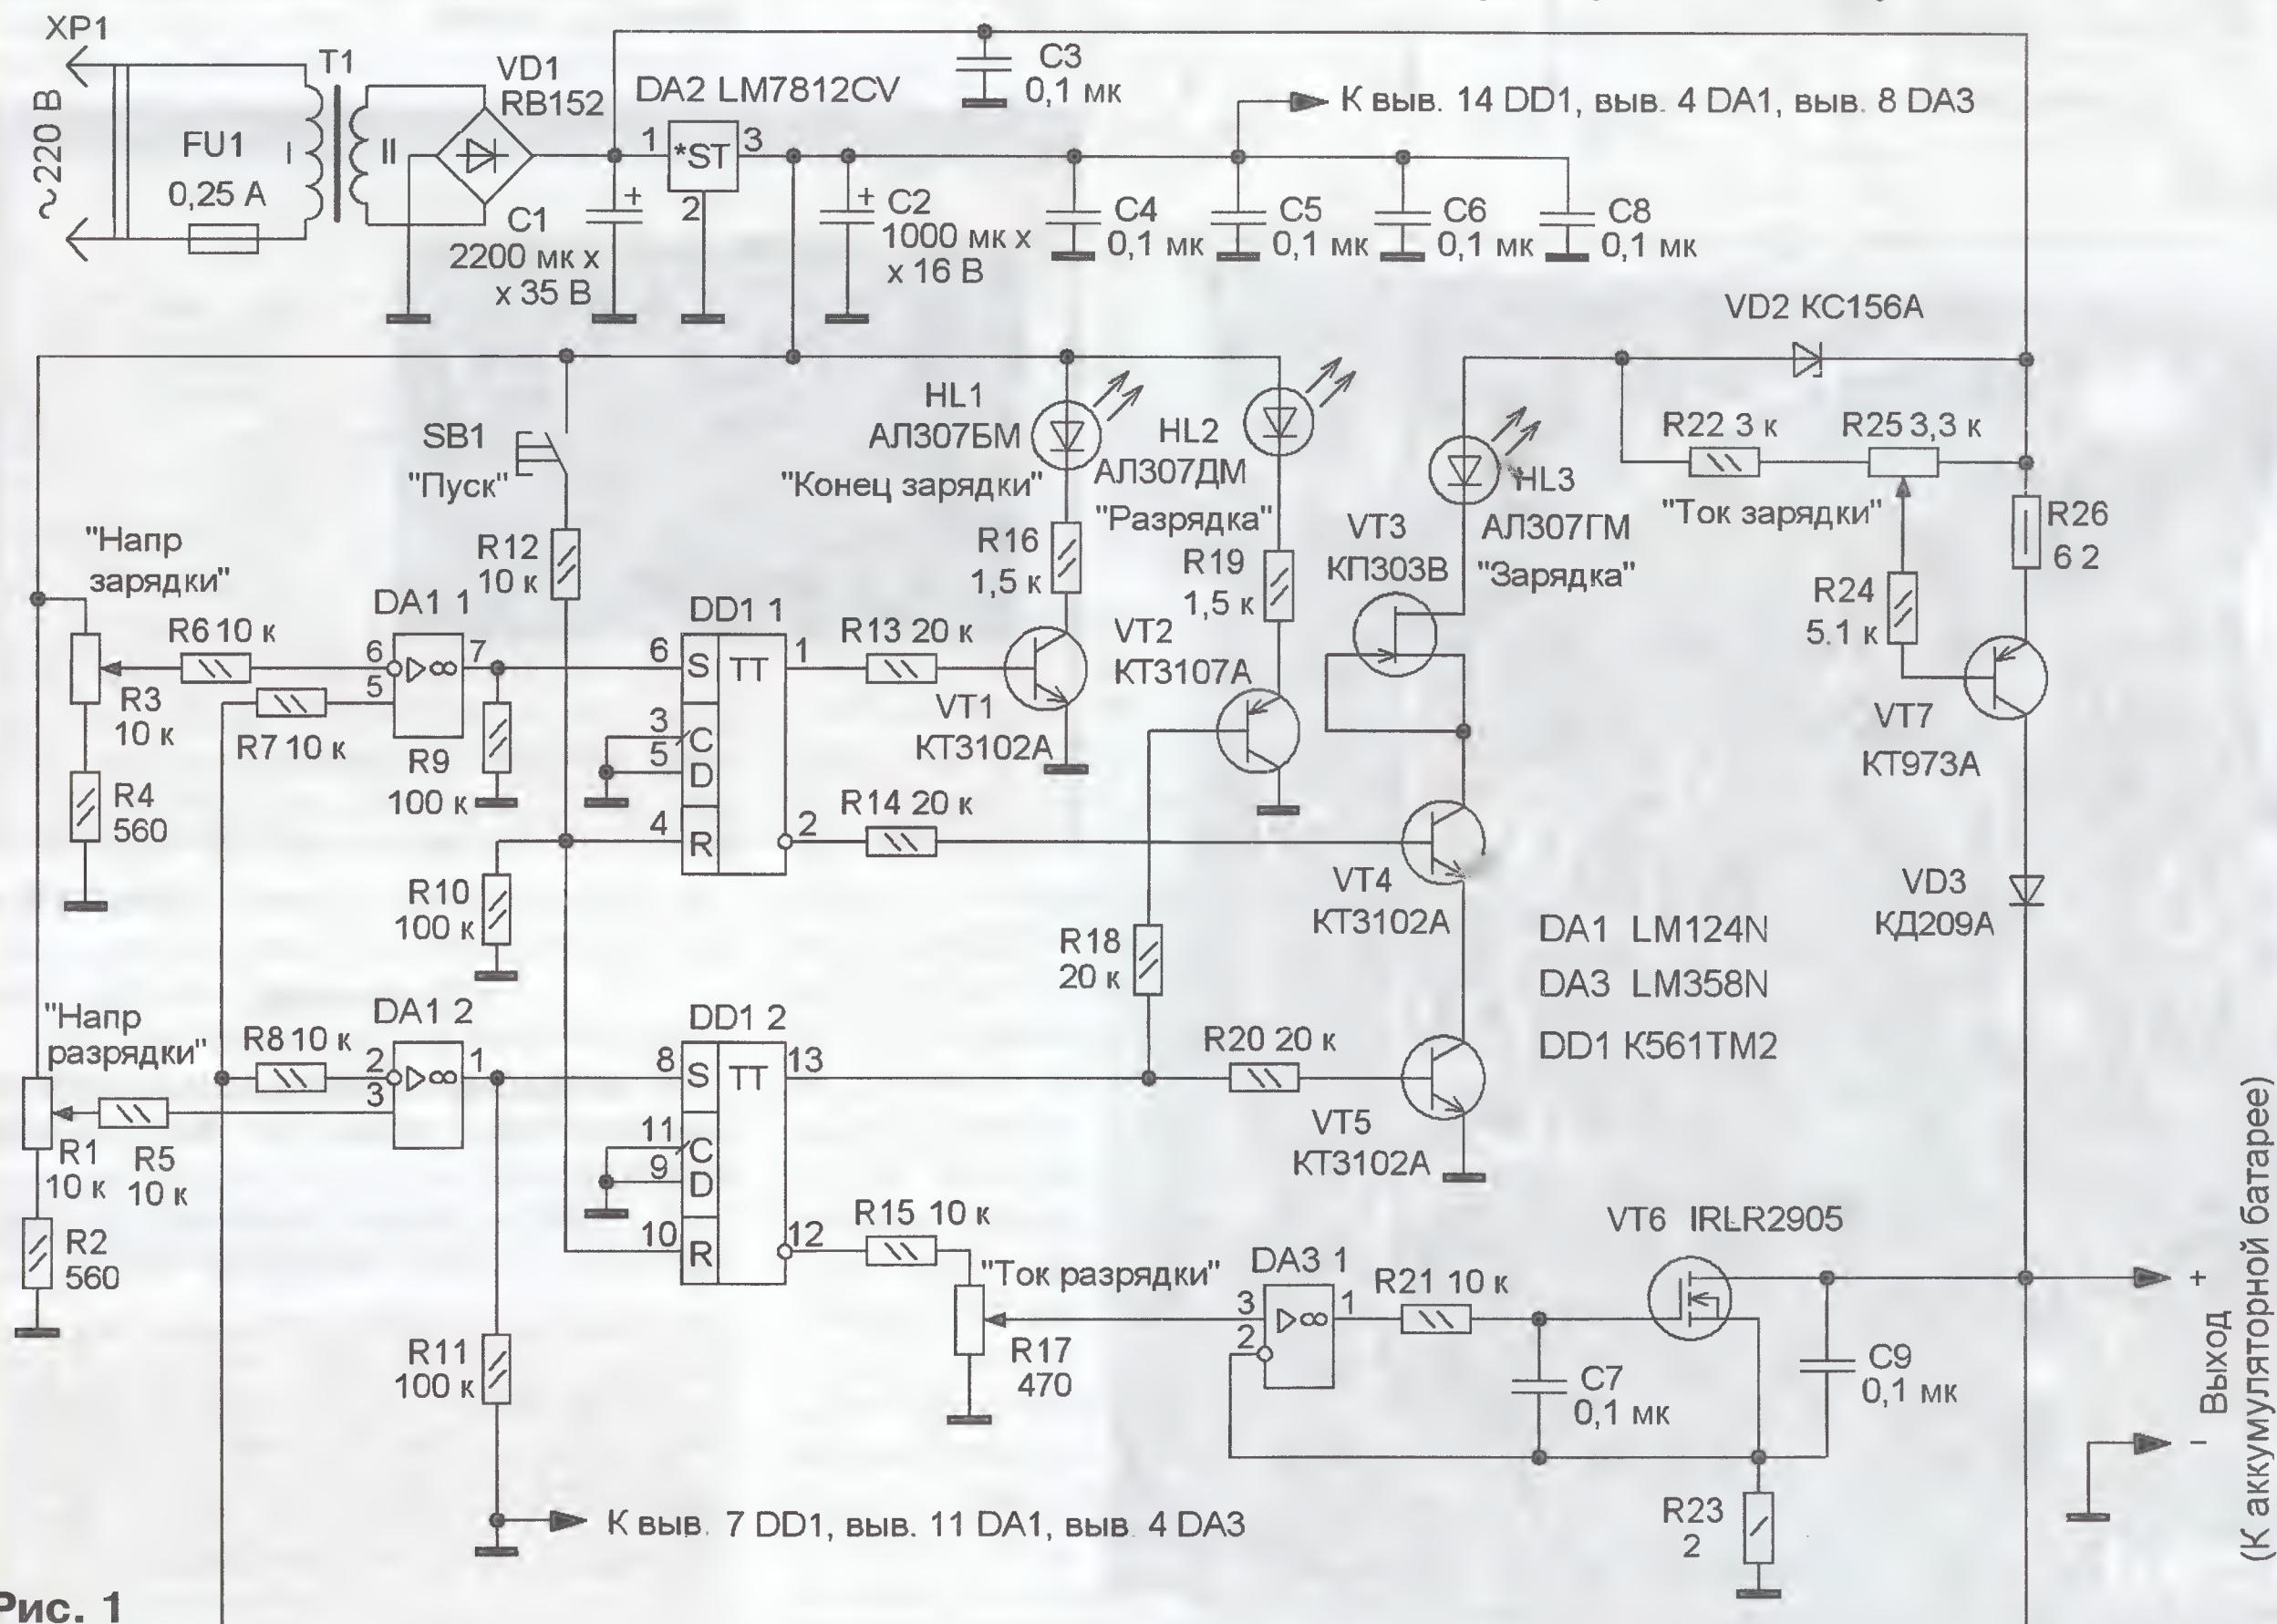 XP1
~220 В
FU1
0,25 А
T1
I
II
VD1
RB152
DA2 LM7812CV
1
*ST
3
2
C1
2200 мк x
x 35 В
+
+
C2
1000 мк x
x 16 В
C3
0,1 мк
К выв. 14 DD1, выв. 4 DA1, выв. 8 DA3
C4
0,1 мк
C5
0,1 мк
C6
0,1 мк
C8
0,1 мк
VD2 КС156А
SB1
"Пуск"
R12
10 к
HL1
АЛ307БМ
"Конец зарядки"
HL2
АЛ307ДМ
"Разрядка"
HL3
АЛ307ГМ
"Зарядка"
R22 3 к
R25 3,3 к
"Ток зарядки"
R26
6 2
R24
5.1 к
VT7
КТ973А
VD3
КД209А
R16
1,5 к
R19
1,5 к
VT3
КП303В
"Напр
зарядки"
R3
10 к
R4
560
R6 10 к
R7 10 к
DA1 1
6
5
7
▷∞
R9
100 к
R10
100 к
DD1 1
6
S
TT
1
3
C
5
D
4
R
2
R13 20 к
R14 20 к
VT1
КТ3102А
VT2
КТ3107А
VT4
КТ3102А
R18
20 к
DA1 LM124N
DA3 LM358N
DD1 К561ТМ2
"Напр
разрядки"
R8 10 к
R1
10 к
R5
10 к
R2
560
DA1 2
2
3
1
▷∞
R11
100 к
DD1 2
8
S
TT
13
11
C
9
D
10
R
12
R20 20 к
VT5
КТ3102А
R15 10 к
"Ток разрядки"
R17
470
DA3 1
3
2
1
▷∞
R21 10 к
VT6 IRLR2905
C7
0,1 мк
C9
0,1 мк
R23
2
+
–
Выход
(К аккумуляторной батарее)
К выв. 7 DD1, выв. 11 DA1, выв. 4 DA3
Рис. 1